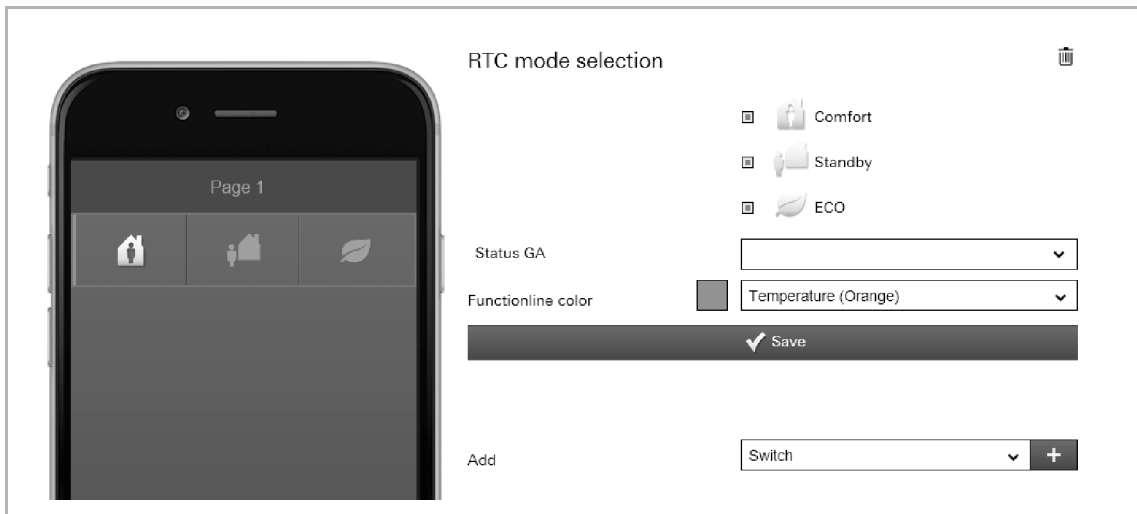 RTC mode selection
Page 1
Comfort
Standby
ECO
Status GA
Functionline color
Temperature (Orange)
Save
Add
Switch